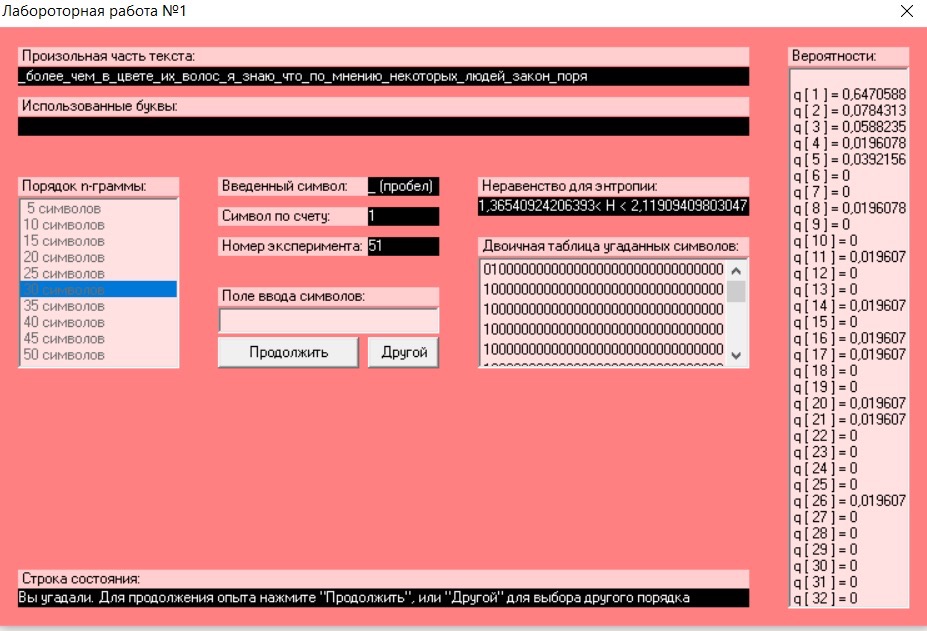 Лабороторная работа №1
Произольная часть текста:
_более_чем_в_цвете_их_волос_я_знаю_что_по_мнению_некоторых_людей_закон_поря
Использованные буквы:
Порядок n-граммы:
5 символов
10 символов
15 символов
20 символов
25 символов
30 символов
35 символов
40 символов
45 символов
50 символов
Введенный символ: _ (пробел)
Символ по счету: 1
Номер эксперимента: 51
Поле ввода символов:
Продолжить Другой
Неравенство для энтропии:
1,36540924206393< H < 2,11909409803047
Двоичная таблица угаданных символов:
01000000000000000000000000000000
10000000000000000000000000000000
10000000000000000000000000000000
10000000000000000000000000000000
10000000000000000000000000000000
Вероятности:
q [ 1 ] = 0,6470588
q [ 2 ] = 0,0784313
q [ 3 ] = 0,0588235
q [ 4 ] = 0,0196078
q [ 5 ] = 0,0392156
q [ 6 ] = 0
q [ 7 ] = 0
q [ 8 ] = 0,0196078
q [ 9 ] = 0
q [ 10 ] = 0
q [ 11 ] = 0,019607
q [ 12 ] = 0
q [ 13 ] = 0
q [ 14 ] = 0,019607
q [ 15 ] = 0
q [ 16 ] = 0,019607
q [ 17 ] = 0,019607
q [ 18 ] = 0
q [ 19 ] = 0
q [ 20 ] = 0,019607
q [ 21 ] = 0,019607
q [ 22 ] = 0
q [ 23 ] = 0
q [ 24 ] = 0
q [ 25 ] = 0
q [ 26 ] = 0,019607
q [ 27 ] = 0
q [ 28 ] = 0
q [ 29 ] = 0
q [ 30 ] = 0
q [ 31 ] = 0
q [ 32 ] = 0
Строка состояния:
Вы угадали. Для продолжения опыта нажмите "Продолжить", или "Другой" для выбора другого порядка